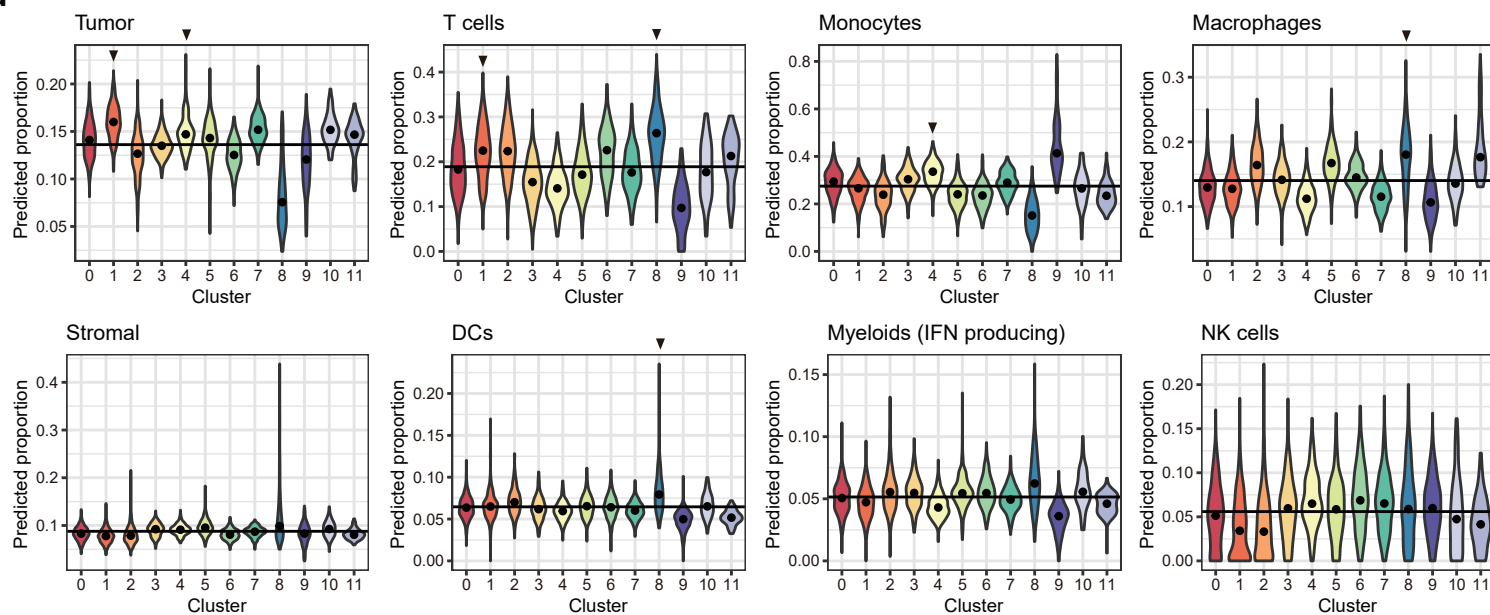 Tumor
Predicted proportion
0.20
0.15
0.10
0.05
0 1 2 3 4 5 6 7 8 9 10 11
Cluster
T cells
Predicted proportion
0.4
0.3
0.2
0.1
0.0
0 1 2 3 4 5 6 7 8 9 10 11
Cluster
Monocytes
Predicted proportion
0.8
0.6
0.4
0.2
0.0
0 1 2 3 4 5 6 7 8 9 10 11
Cluster
Macrophages
Predicted proportion
0.3
0.2
0.1
0 1 2 3 4 5 6 7 8 9 10 11
Cluster
Stromal
Predicted proportion
0.4
0.3
0.2
0.1
0 1 2 3 4 5 6 7 8 9 10 11
Cluster
DCs
Predicted proportion
0.20
0.15
0.10
0.05
0.00
0 1 2 3 4 5 6 7 8 9 10 11
Cluster
Myeloids (IFN producing)
Predicted proportion
0.15
0.10
0.05
0.00
0 1 2 3 4 5 6 7 8 9 10 11
Cluster
NK cells
Predicted proportion
0.20
0.15
0.10
0.05
0.00
0 1 2 3 4 5 6 7 8 9 10 11
Cluster